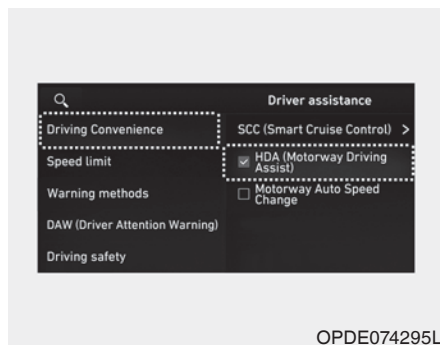 Driver assistance
Driving Convenience
Speed limit
Warning methods
DAW (Driver Attention Warning)
Driving safety
SCC (Smart Cruise Control) >
HDA (Motorway Driving
Assist)
Motorway Auto Speed
Change
OPDE074295L